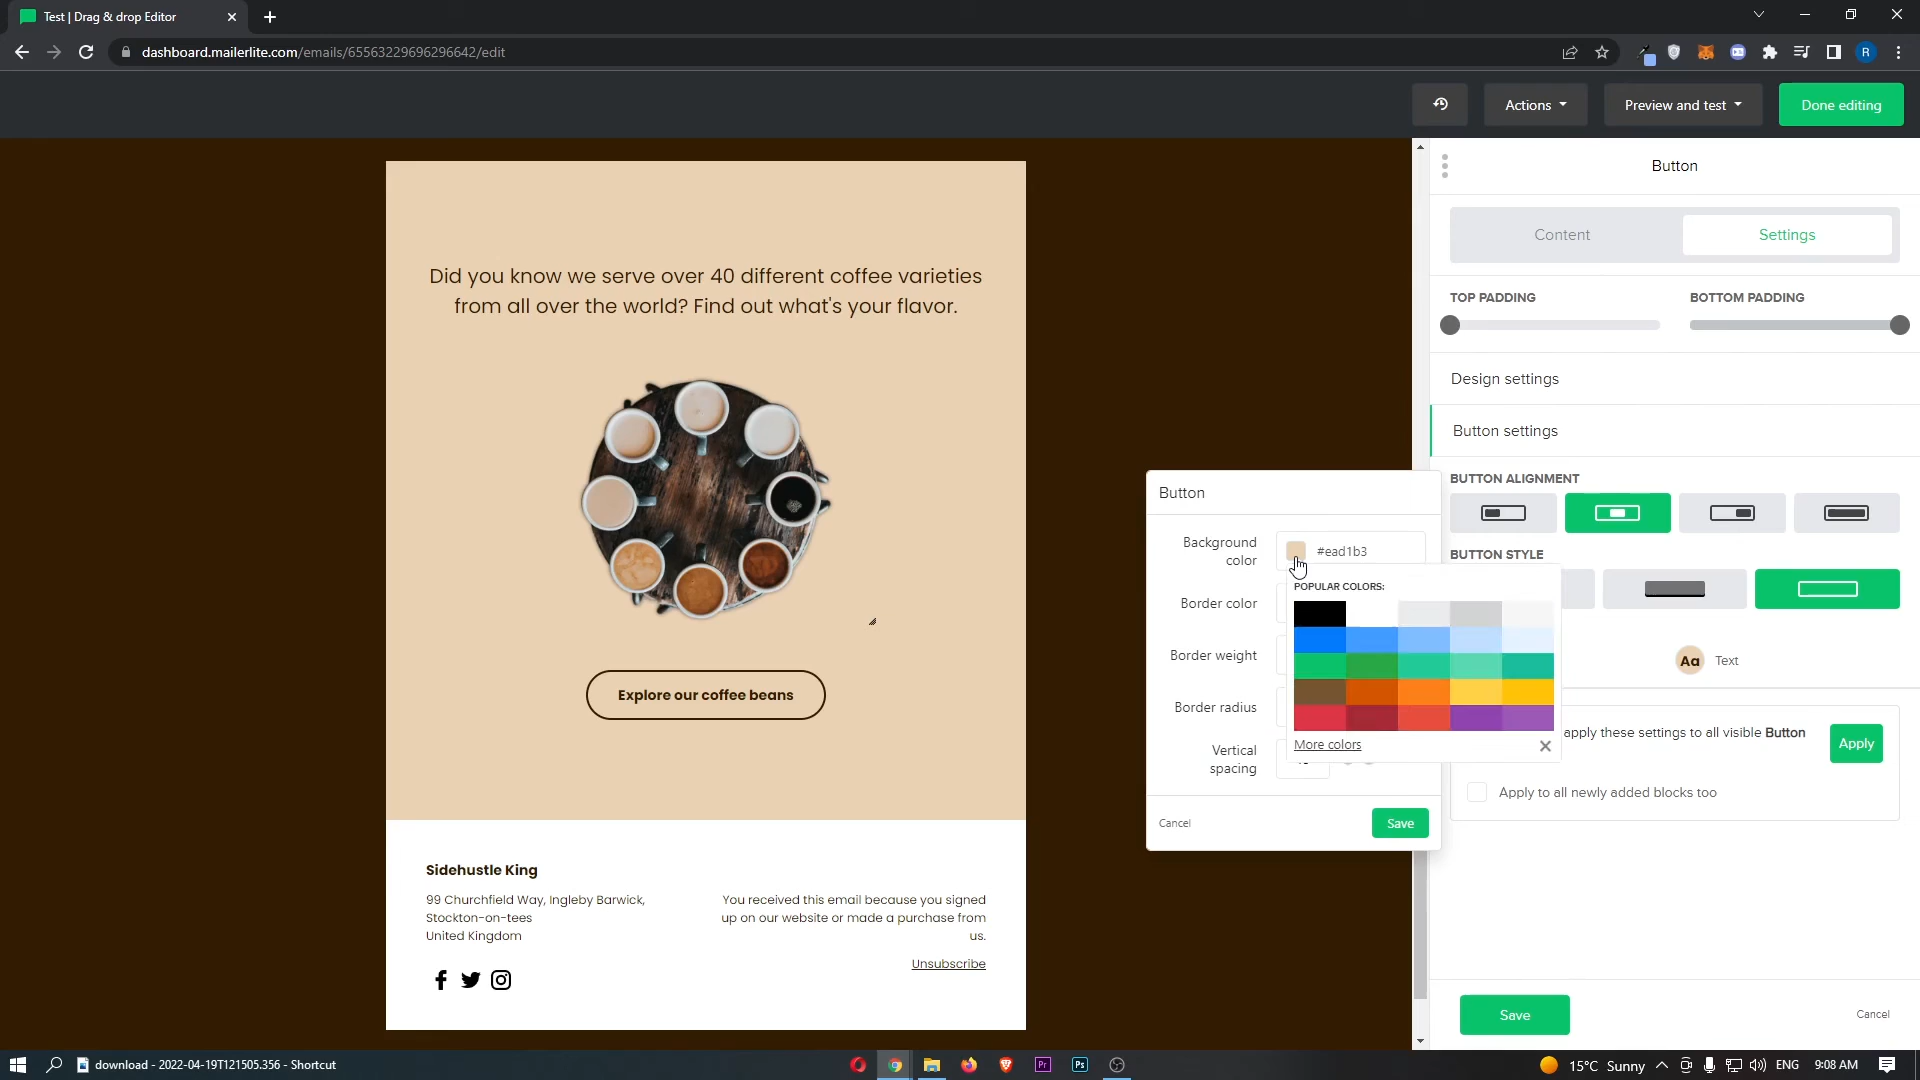 Test | Drag & drop Editor
dashboard.mailerlite.com/emails/65563229696296642/edit
R
Actions
Preview and test
Done editing
Button
Content
Settings
TOP PADDING
BOTTOM PADDING
Design settings
Button settings
BUTTON ALIGNMENT
BUTTON STYLE
Aa Text
apply these settings to all visible Button
Apply
Apply to all newly added blocks too
Save
Cancel
Button
Background
color
#ead1b3
POPULAR COLORS:
Border color
Border weight
Border radius
Vertical
spacing
More colors
Cancel
Save
Did you know we serve over 40 different coffee varieties
from all over the world? Find out what's your flavor.
Explore our coffee beans
Sidehustle King
99 Churchfield Way, Ingleby Barwick,
Stockton-on-tees
United Kingdom
You received this email because you signed
up on our website or made a purchase from
us.
Unsubscribe
download - 2022-04-19T121505.356 - Shortcut
Pr
Ps
15°C Sunny
ENG
9:08 AM